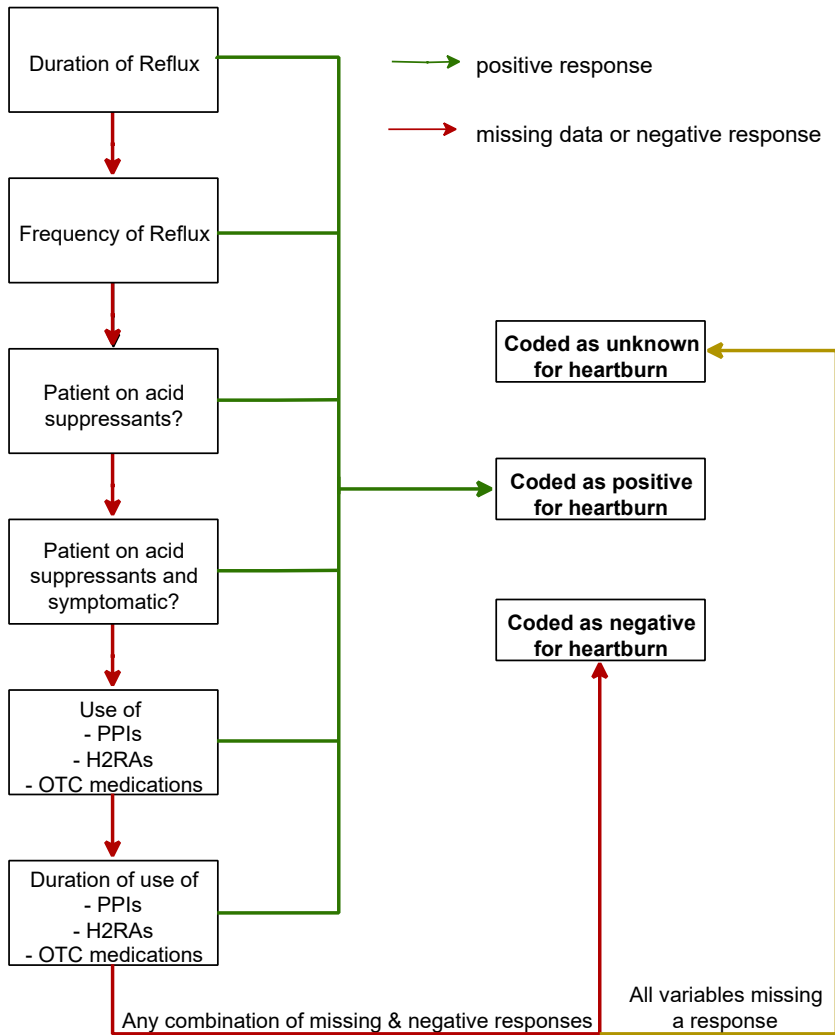 Duration of Reflux
positive response
missing data or negative response
Frequency of Reflux
Patient on acid
suppressants?
Patient on acid
suppressants and
symptomatic?
Use of
- PPIs
- H2RAs
- OTC medications
Duration of use of
- PPIs
- H2RAs
- OTC medications
Coded as unknown
for heartburn
Coded as positive
for heartburn
Coded as negative
for heartburn
Any combination of missing & negative responses
All variables missing
a response